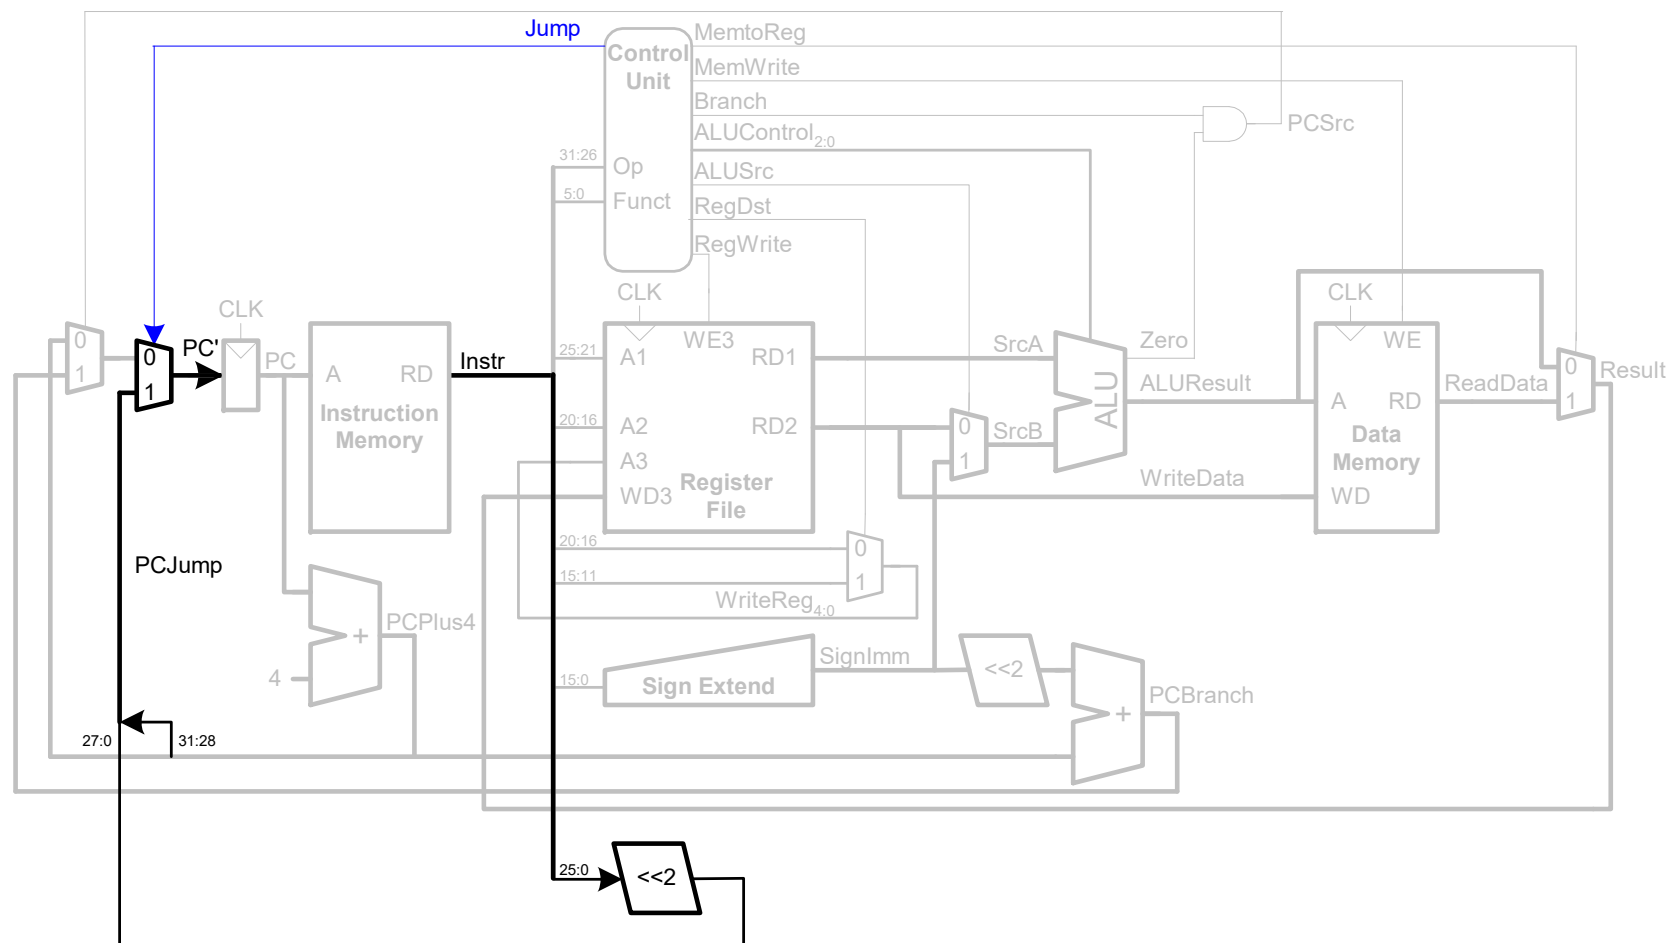 Jump
Control
Unit
MemtoReg
MemWrite
Branch
ALUControl2:0
ALUSrc
RegDst
RegWrite
PCSrc
31:26
Op
5:0
Funct
CLK
CLK
CLK
0
1
0
1
PC'
PC
A
RD
Instruction
Memory
Instr
25:21
A1
WE3
RD1
20:16
A2
RD2
A3
WD3
Register
File
SrcA
0
1
SrcB
ALU
Zero
ALUResult
WriteData
WE
A
RD
Data
Memory
WD
ReadData
0
1
Result
20:16
0
15:11
1
WriteReg4:0
PCJump
PCPlus4
+
4
15:0
Sign Extend
SignImm
<<2
+
PCBranch
27:0
31:28
25:0
<<2